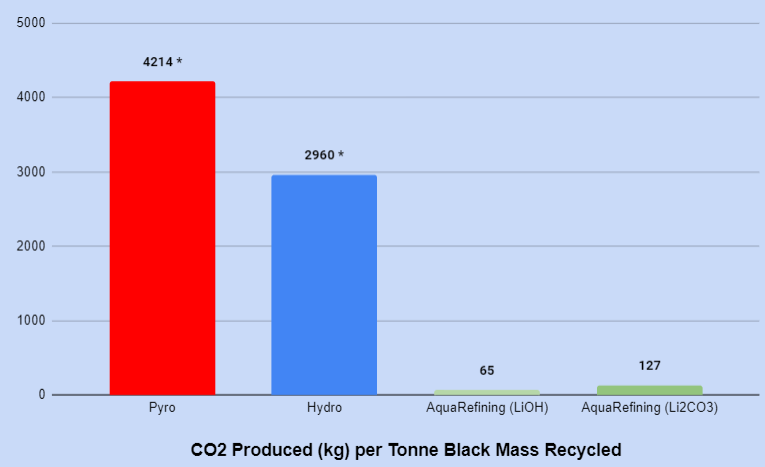 5000
4214 *
4000
2960 *
3000
2000
1000
65
127
0
Pyro
Hydro
AquaRefining (LiOH)
AquaRefining (Li2CO3)
CO2 Produced (kg) per Tonne Black Mass Recycled